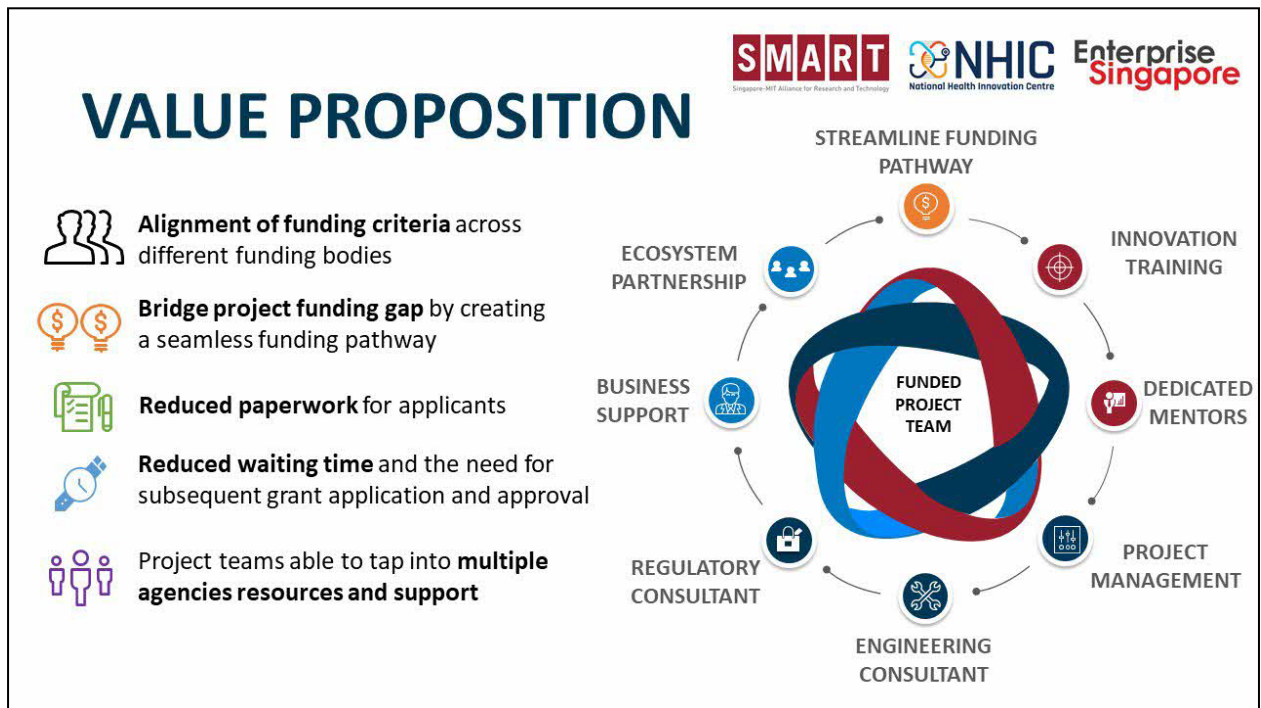 SMART
Singapore-MIT Alliance for Research and Technology
NHIC
National Health Innovation Centre
Enterprise
Singapore
VALUE PROPOSITION
Alignment of funding criteria across
different funding bodies
Bridge project funding gap by creating
a seamless funding pathway
Reduced paperwork for applicants
Reduced waiting time and the need for
subsequent grant application and approval
Project teams able to tap into multiple
agencies resources and support
STREAMLINE FUNDING
PATHWAY
INNOVATION
TRAINING
DEDICATED
MENTORS
PROJECT
MANAGEMENT
ENGINEERING
CONSULTANT
REGULATORY
CONSULTANT
BUSINESS
SUPPORT
ECOSYSTEM
PARTNERSHIP
FUNDED
PROJECT
TEAM